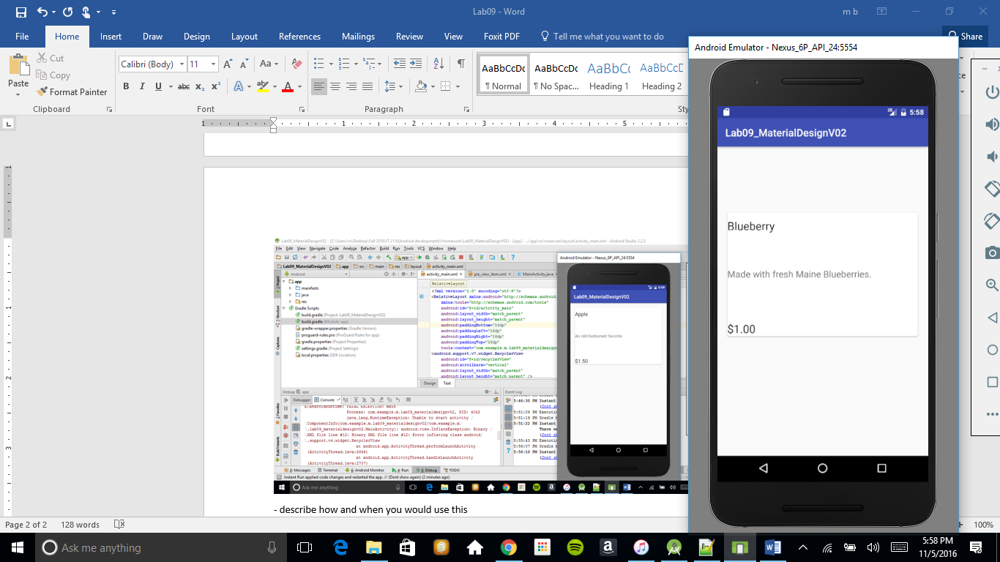 Lab09 - Word
m b
File Home Insert Draw Design Layout References Mailings Review View Foxit PDF Tell me what you want to do Share
Paste
Cut
Copy
Format Painter
Clipboard
Calibri (Body) 11
Font
Paragraph
AaBbCcDc AaBbCcDc AaBbCc AaBbCcD
¶ Normal ¶ No Spac... Heading 1 Heading 2
Android Emulator - Nexus_6P_API_24:5554
5:58
Lab09_MaterialDesignV02
Blueberry
Made with fresh Maine Blueberries.
$1.00
Lab09_MaterialDesignV02 - [C:\Users\m\Desktop\Fall 2016\IT 2110(Android development)\Homework\Lab09_MaterialDesignV02] - [app] - ...\app\src\main\res\layout\activity_main.xml - Android Studio 2.2.2
File Edit View Navigate Code Analyze Refactor Build Run Tools VCS Window Help
Lab09_MaterialDesignV02 app src main res layout activity_main.xml
Android
app
manifests
java
res
Gradle Scripts
build.gradle (Project: Lab09_MaterialDesignV02)
build.gradle (Module: app)
gradle-wrapper.properties (Gradle Version)
proguard-rules.pro (ProGuard Rules for app)
gradle.properties (Project Properties)
settings.gradle (Project Settings)
local.properties (SDK Location)
activity_main.xml pie_view_item.xml MainActivity.java
RelativeLayout
<?xml version="1.0" encoding="utf-8"?>
<RelativeLayout xmlns:android="http://schemas.android.
xmlns:tools="http://schemas.android.com/tools"
android:id="@+id/activity_main"
android:layout_width="match_parent"
android:layout_height="match_parent"
android:paddingBottom="16dp"
android:paddingLeft="16dp"
android:paddingRight="16dp"
android:paddingTop="16dp"
tools:context="com.example.m.lab09_materialdesignv
<android.support.v7.widget.RecyclerView
android:id="@+id/recyclerView"
android:scrollbars="vertical"
android:layout_width="match_parent"
android:layout_height="match_parent" />
Design Text
Android Emulator - Nexus_6P_API_24:5554
5:58
Lab09_MaterialDesignV02
Apple
An old-fashioned favorite
$1.50
Debug app
Debugger Console
E/AndroidRuntime: FATAL EXCEPTION: main
Process: com.example.m.lab09_materialdesignv02, PID: 4042
java.lang.RuntimeException: Unable to start activity
ComponentInfo{com.example.m.lab09_materialdesignv02/com.example.m
.lab09_materialdesignv02.MainActivity}: android.view.InflateException: Binary
XML file line #12: Binary XML file line #12: Error inflating class android
.support.v4.widget.RecyclerView
at android.app.ActivityThread.performLaunchActivity
(ActivityThread.java:2646)
at android.app.ActivityThread.handleLaunchActivity
(ActivityThread.java:2707)
Event Log
5:46:30 PM Instant
5:51:09 PM Executi
5:51:19 PM Gradle b
5:51:22 PM Instant
5:55:43 PM Executi
5:56:07 PM Gradle b
5:56:10 PM Instant
0: Messages Terminal 6: Android Monitor 4: Run 5: Debug TODO
Instant Run applied code changes and restarted the app. // (Dont show again) (2 minutes ago)
Ask me anything
- describe how and when you would use this
Page 2 of 2 128 words
100%
Ask me anything
5:58 PM
11/5/2016